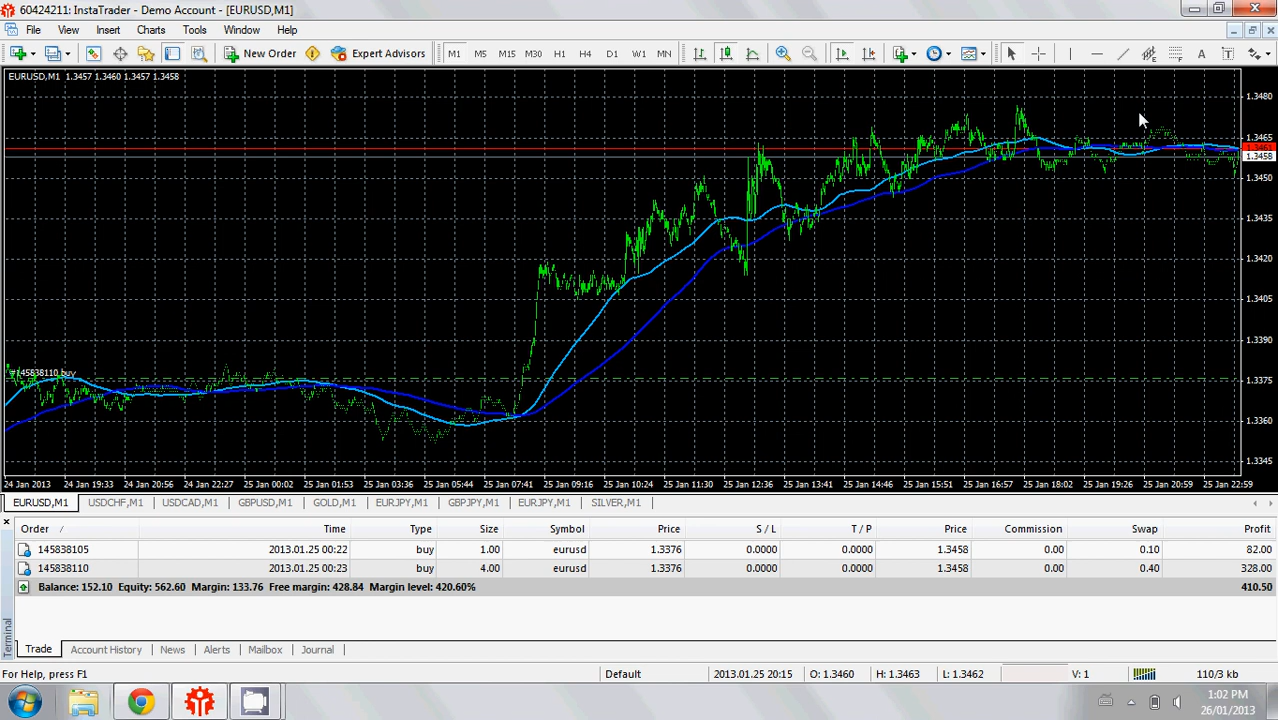 60424211: InstaTrader - Demo Account - [EURUSD,M1]
File View Insert Charts Tools Window Help
New Order Expert Advisors M1 M5 M15 M30 H1 H4 D1 W1 MN A T
EURUSD,M1 1.3457 1.3460 1.3457 1.3458
1.3480
1.3465
1.3461
1.3458
1.3450
1.3435
1.3420
1.3405
1.3390
#145838110 buy
1.3375
1.3360
1.3345
24 Jan 2013 24 Jan 19:33 24 Jan 20:56 24 Jan 22:27 25 Jan 00:02 25 Jan 01:53 25 Jan 03:36 25 Jan 05:44 25 Jan 07:41 25 Jan 09:16 25 Jan 10:24 25 Jan 11:30 25 Jan 12:36 25 Jan 13:41 25 Jan 14:46 25 Jan 15:51 25 Jan 16:57 25 Jan 18:02 25 Jan 19:26 25 Jan 20:59 25 Jan 22:59
EURUSD,M1 USDCHF,M1 USDCAD,M1 GBPUSD,M1 GOLD,M1 EURJPY,M1 GBPJPY,M1 EURJPY,M1 SILVER,M1
Order / Time Type Size Symbol Price S / L T / P Price Commission Swap Profit
145838105 2013.01.25 00:22 buy 1.00 eurusd 1.3376 0.0000 0.0000 1.3458 0.00 0.10 82.00
145838110 2013.01.25 00:23 buy 4.00 eurusd 1.3376 0.0000 0.0000 1.3458 0.00 0.40 328.00
Balance: 152.10 Equity: 562.60 Margin: 133.76 Free margin: 428.84 Margin level: 420.60% 410.50
Terminal
Trade Account History News Alerts Mailbox Journal
For Help, press F1 Default 2013.01.25 20:15 O: 1.3460 H: 1.3463 L: 1.3462 V: 1 110/3 kb
1:02 PM
26/01/2013